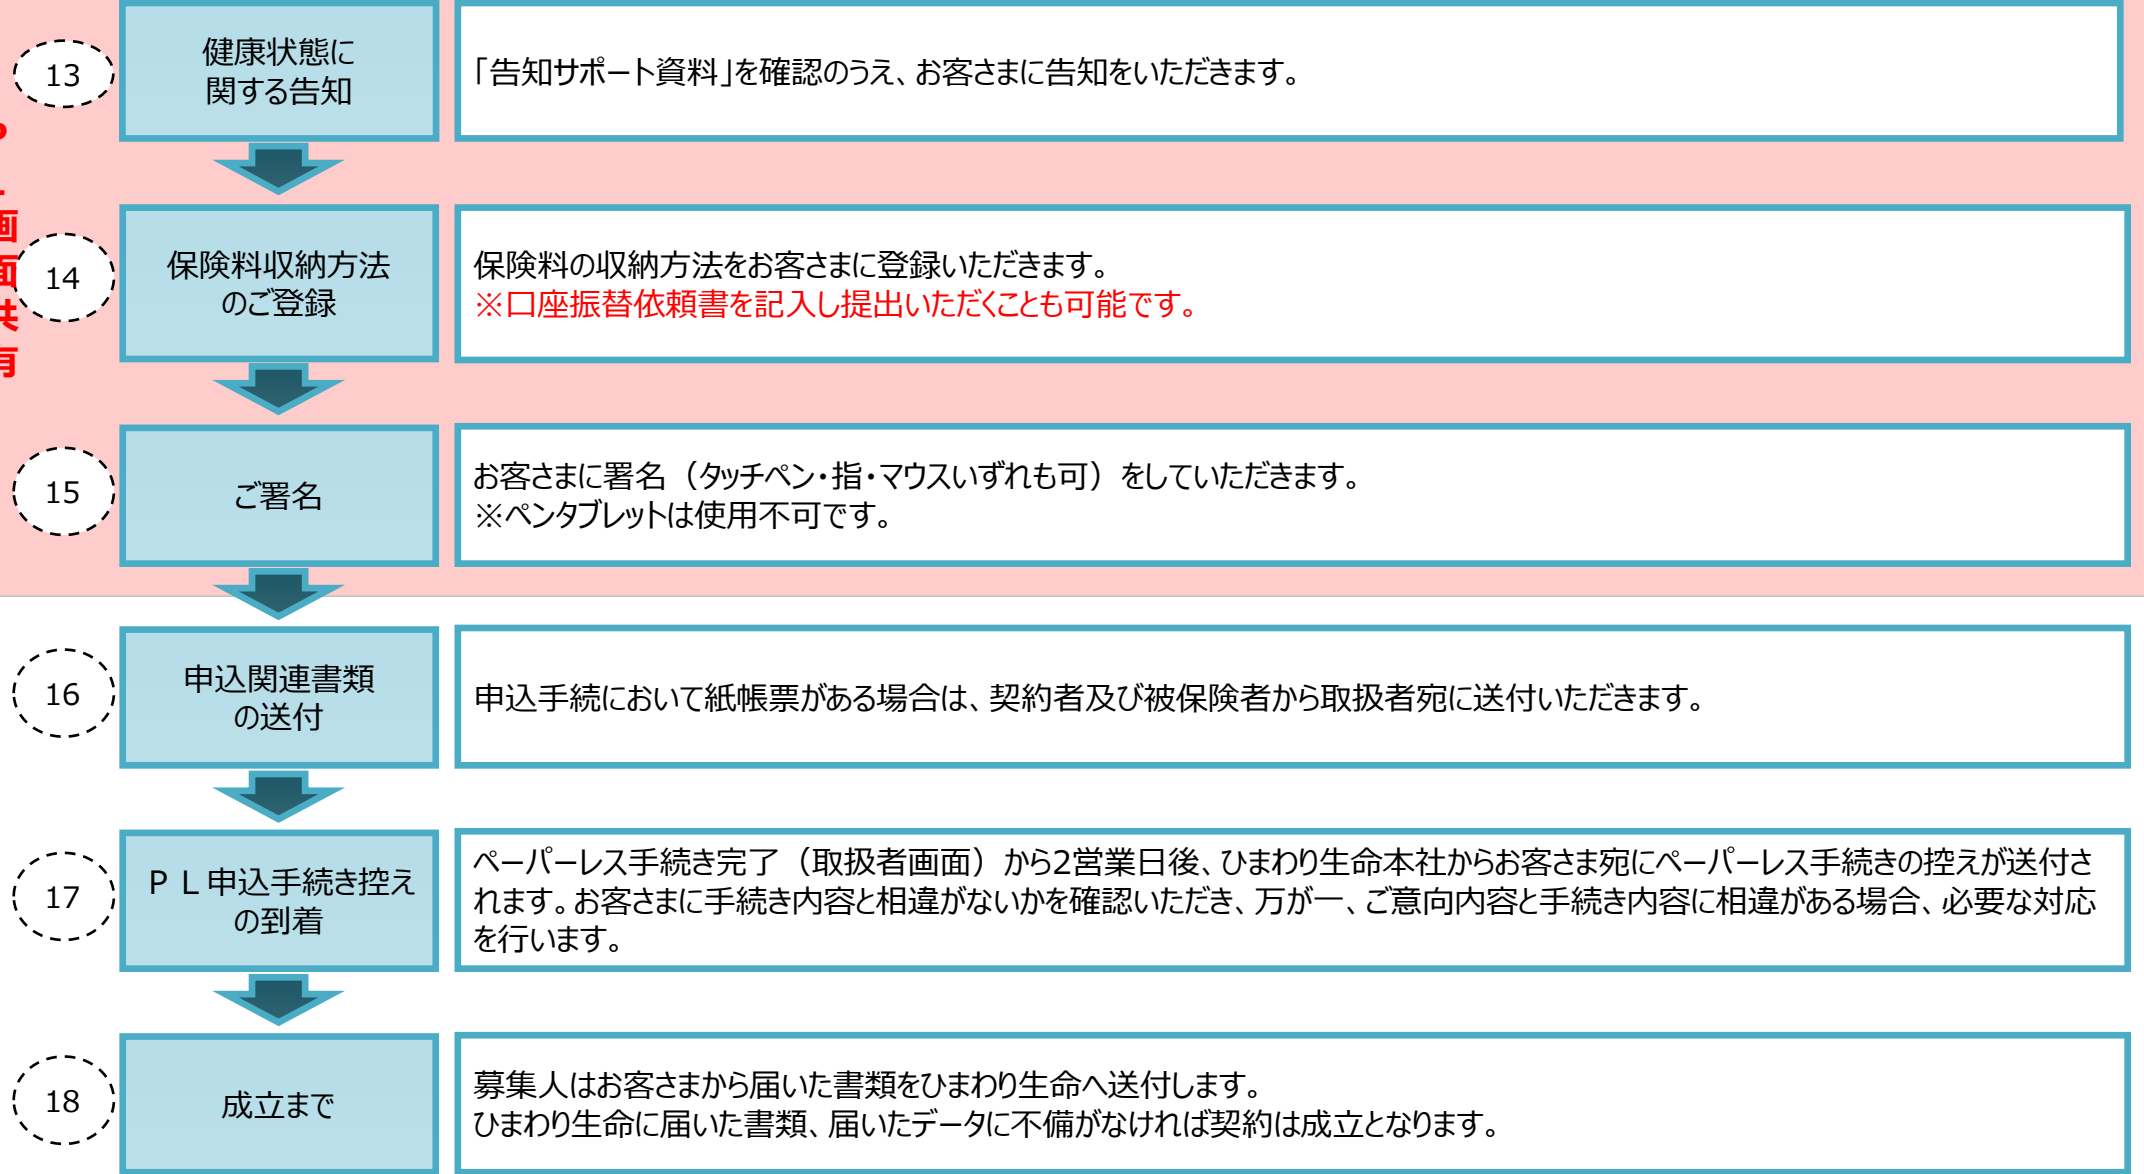 13
健康状態に
関する告知
「告知サポート資料」を確認のうえ、お客さまに告知をいただきます。
画
面
共
有
14
保険料収納方法
のご登録
保険料の収納方法をお客さまに登録いただきます。
※口座振替依頼書を記入し提出いただくことも可能です。
15
ご署名
お客さまに署名（タッチペン・指・マウスいずれも可）をしていただきます。
※ペンタブレットは使用不可です。
16
申込関連書類
の送付
申込手続において紙帳票がある場合は、契約者及び被保険者から取扱者宛に送付いただきます。
17
ＰＬ申込手続き控え
の到着
ペーパーレス手続き完了（取扱者画面）から2営業日後、ひまわり生命本社からお客さま宛にペーパーレス手続きの控えが送付さ
れます。お客さまに手続き内容と相違がないかを確認いただき、万が一、ご意向内容と手続き内容に相違がある場合、必要な対応
を行います。
18
成立まで
募集人はお客さまから届いた書類をひまわり生命へ送付します。
ひまわり生命に届いた書類、届いたデータに不備がなければ契約は成立となります。